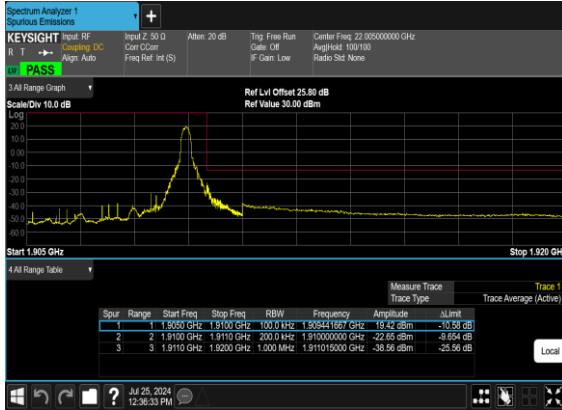 Spectrum Analyzer 1
Spurious Emissions
KEYSIGHT Input: RF Input Z: 50 Ω Atten: 20 dB Trig: Free Run Center Freq: 22.005000000 GHz
R T Coupling: DC Corr CCorr Gate: Off Avg|Hold: 100/100
Align: Auto Freq Ref: Int (S) IF Gain: Low Radio Std: None
PASS
3 All Range Graph
Ref Lvl Offset 25.80 dB
Scale/Div 10.0 dB Ref Value 30.00 dBm
Log
20.0
10.0
0.00
-10.0
-20.0
-30.0
-40.0
-50.0
-60.0
Start 1.905 GHz Stop 1.920 GH
4 All Range Table
Measure Trace Trace 1
Trace Type Trace Average (Active)
Spur Range Start Freq Stop Freq RBW Frequency Amplitude ΔLimit
1 1 1.9050 GHz 1.9100 GHz 100.0 kHz 1.909441667 GHz 19.42 dBm -10.58 dB
2 2 1.9100 GHz 1.9110 GHz 200.0 kHz 1.910000000 GHz -22.65 dBm -9.654 dB
3 3 1.9110 GHz 1.9200 GHz 1.000 MHz 1.911015000 GHz -38.56 dBm -25.56 dB
Local
Jul 25, 2024
12:36:33 PM